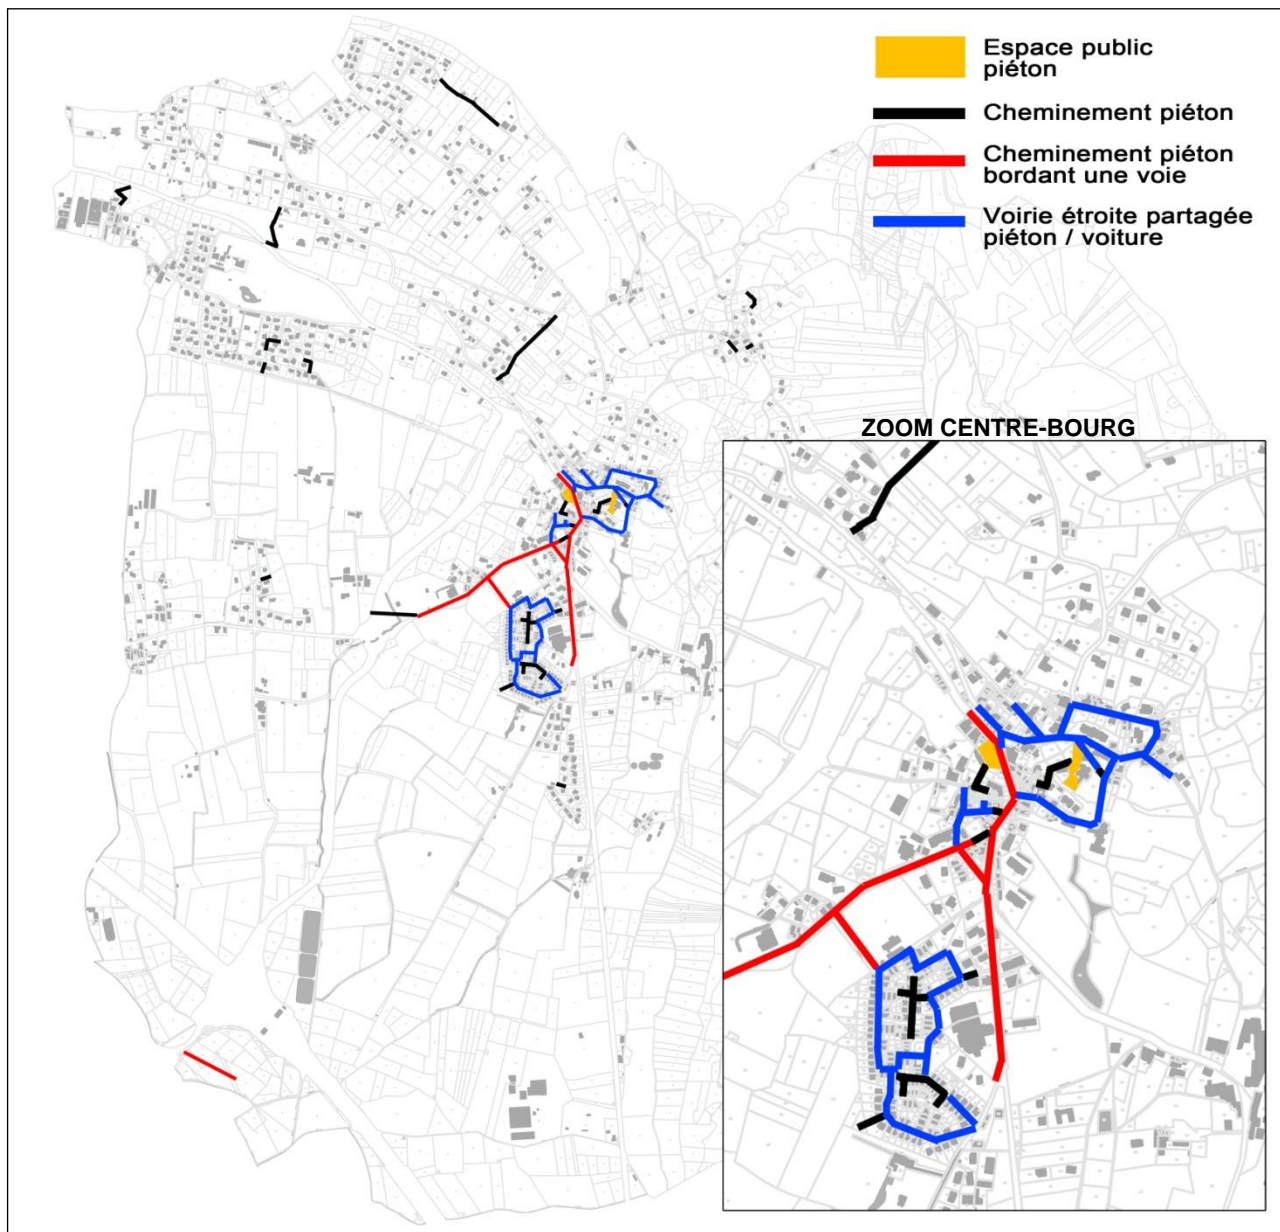 Espace public
piéton
Cheminement piéton
Cheminement piéton
bordant une voie
Voirie étroite partagée
piéton / voiture
ZOOM CENTRE-BOURG